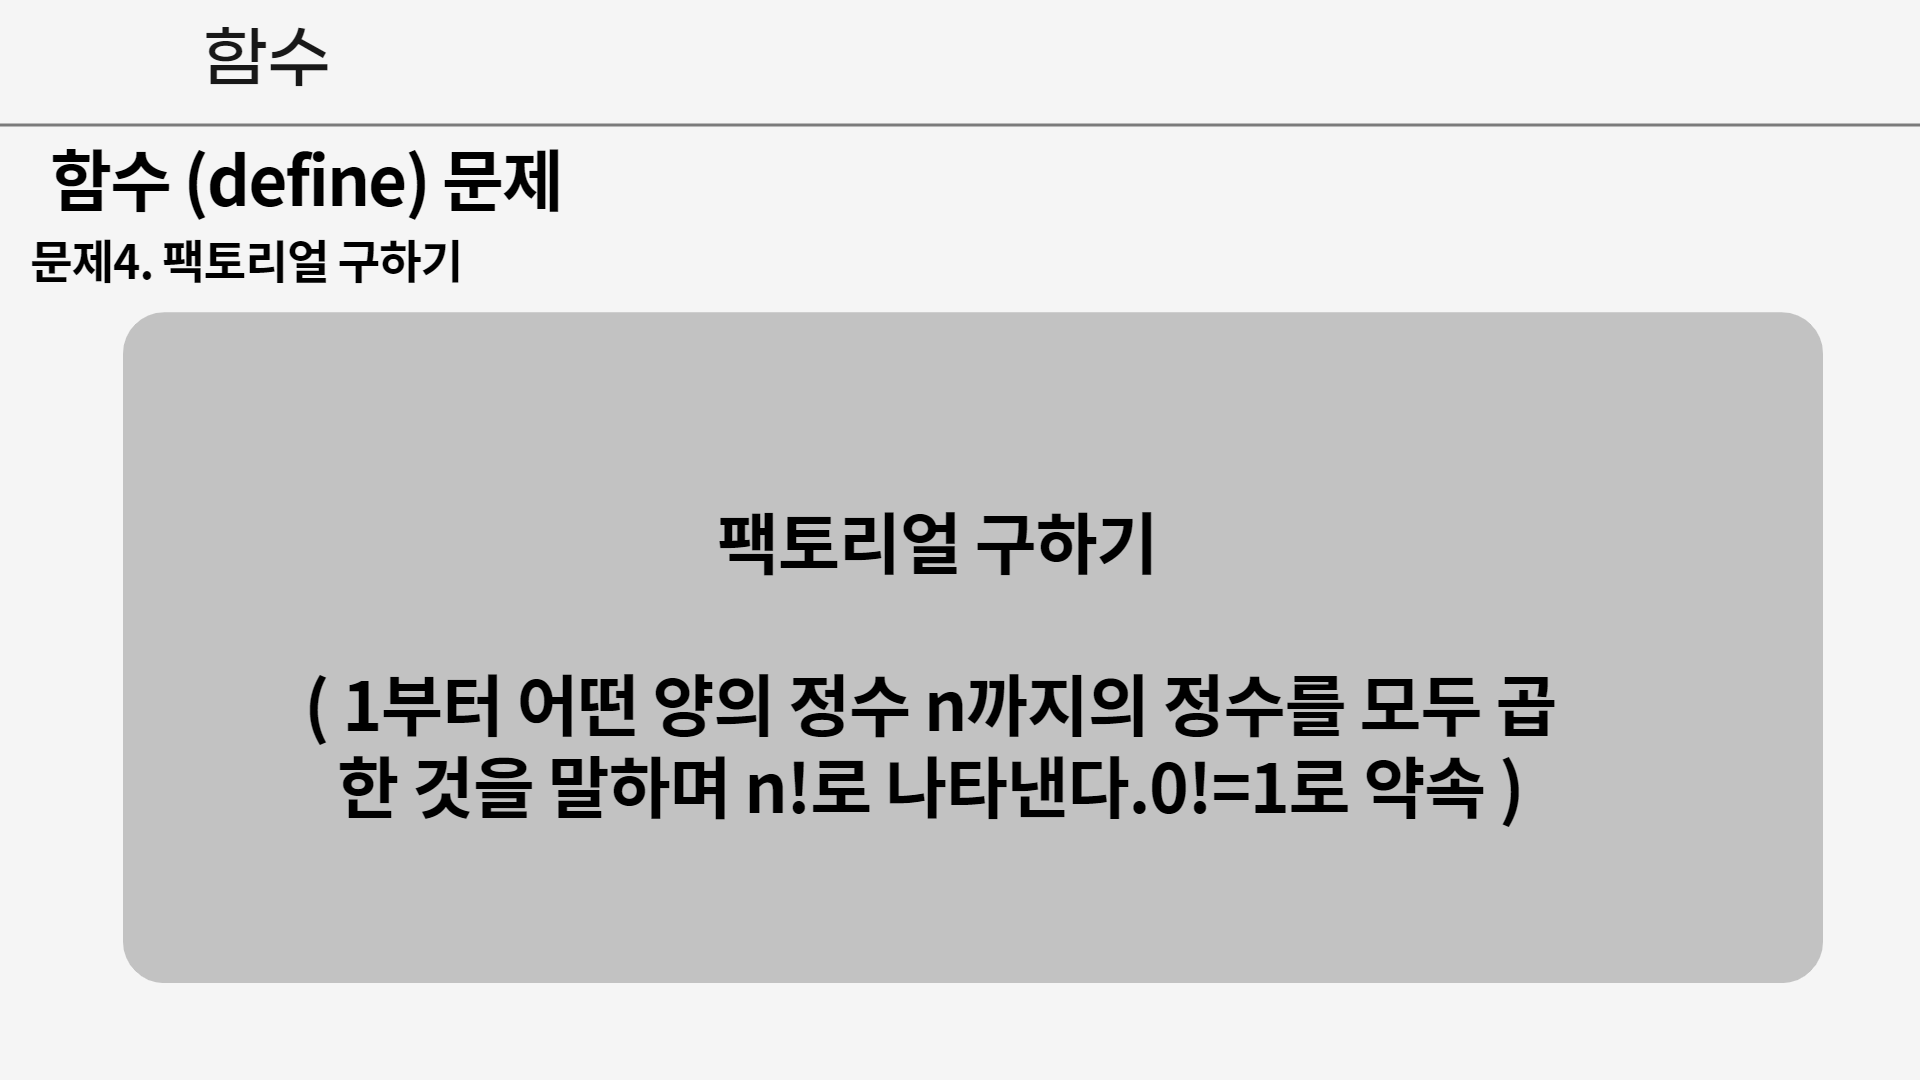 함수
함수 (define) 문제
문제4. 팩토리얼 구하기
팩토리얼 구하기
( 1부터 어떤 양의 정수 n까지의 정수를 모두 곱
한 것을 말하며 n!로 나타낸다.0!=1로 약속 )